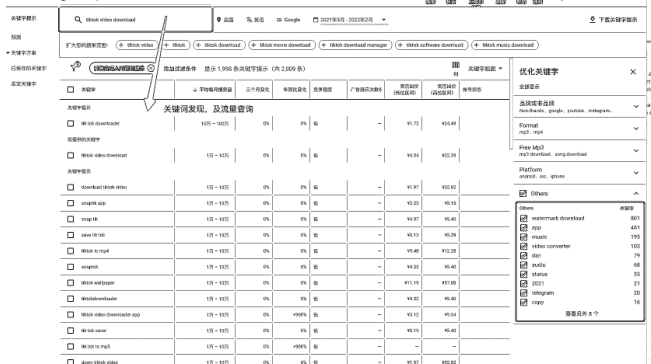 关键字提示
tiktok video download
法国
英语
Google
2021年3月 - 2022年2月
下载关键字提示
扩大您的搜索范围:
+ tiktok video
+ tiktok
+ tiktok download
+ tiktok movie download
+ tiktok download manager
+ tiktok software download
+ tiktok music download
预测
关键字方案
已保存的关键字
否定关键字
添加过滤条件
显示 1,998 条关键字提示(共 2,609 条)
关键字视图
关键字
平均每月搜索量
三个月变化
年同比变化
竞争程度
广告展示次数份额
页首出价(低位区间)
页首出价(高位区间)
帐号状态
关键词发现,及流量查询
tik tok downloader 10万 – 100万 0% 0% 低 – ¥1.72 ¥24.49
您提供的关键字
tiktok video download 1万 – 10万 0% 0% 低 – ¥4.34 ¥32.39
关键字提示
download tiktok video 1万 – 10万 0% 0% 低 – ¥1.97 ¥32.82
snaptik app 1万 – 10万 0% 0% 低 – ¥2.23 ¥5.15
snap tik 1万 – 10万 0% 0% 低 – ¥4.97 ¥5.40
save tik tok 1万 – 10万 0% 0% 低 – ¥5.39
tiktok to mp4 1万 – 10万 0% 0% 低 – ¥5.48 ¥12.28
snaptok 1万 – 10万 0% 0% 低 – ¥4.33 ¥5.40
tiktok wallpaper 1万 – 10万 0% 0% 低 – ¥11.19 ¥57.88
tiktokdownloader 1万 – 10万 0% 0% 低 – ¥4.33 ¥5.40
tiktok video downloader app 1万 – 10万 0% +900% 低 – ¥3.12 ¥9.54
tik tok saver 1万 – 10万 0% 0% 低 – ¥5.19 ¥5.40
tik tok to mp3 1万 – 10万 0% +900% 低 – – –
down tiktok video 1万 – 10万 0% 0% 低 – ¥1.97 ¥32.82
优化关键字
全部展开
品牌或非品牌
Non-Brands, google, youtube, instagram..
Format
mp3, mp4
Free Mp3
mp3 download, song download
Platform
android, ios, iphone
Others
Others 关键字
watermark download 801
app 461
music 195
video converter 103
dan 79
audio 68
status 53
2021 21
telegram 20
copy 16
查看另外 8 个